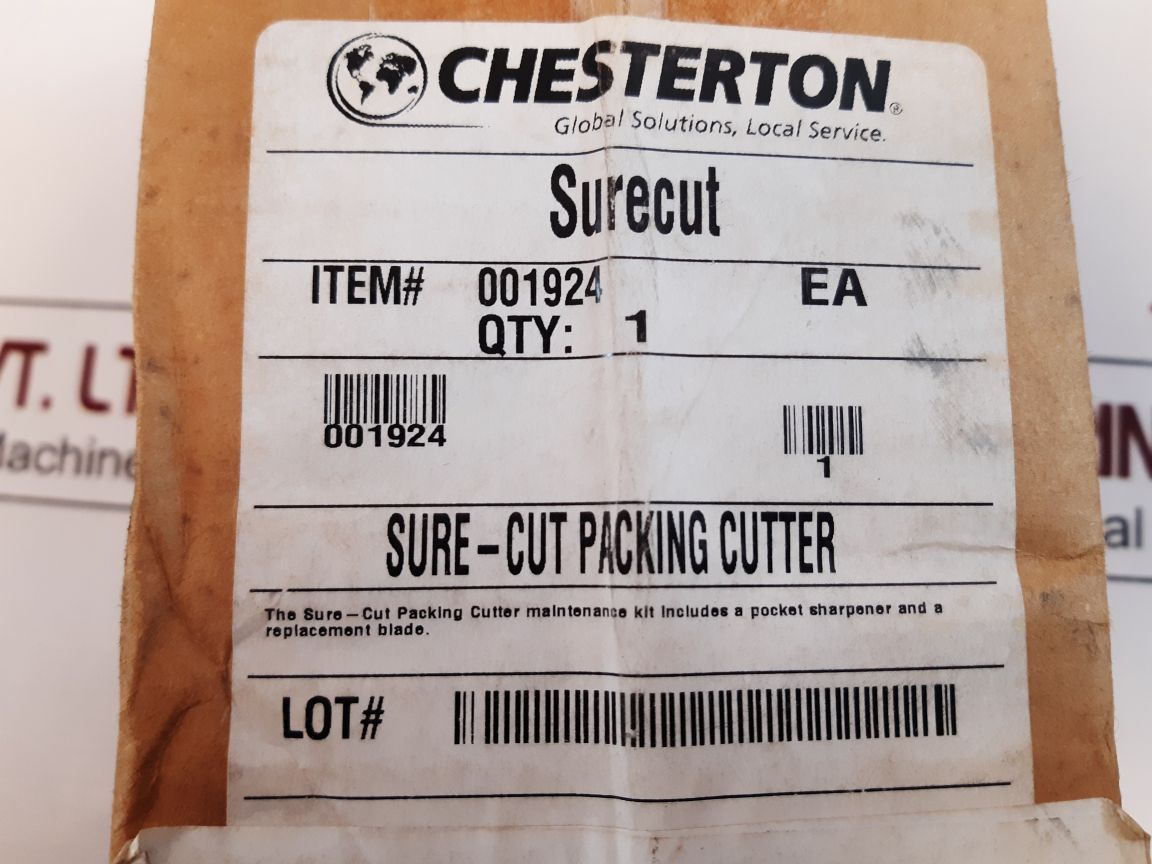 CHESTERTON®
Global Solutions, Local Service.
Surecut
ITEM# 001924 EA
QTY: 1
001924
1
SURE-CUT PACKING CUTTER
The Sure-Cut Packing Cutter maintenance kit includes a pocket sharpener and a
replacement blade.
LOT#